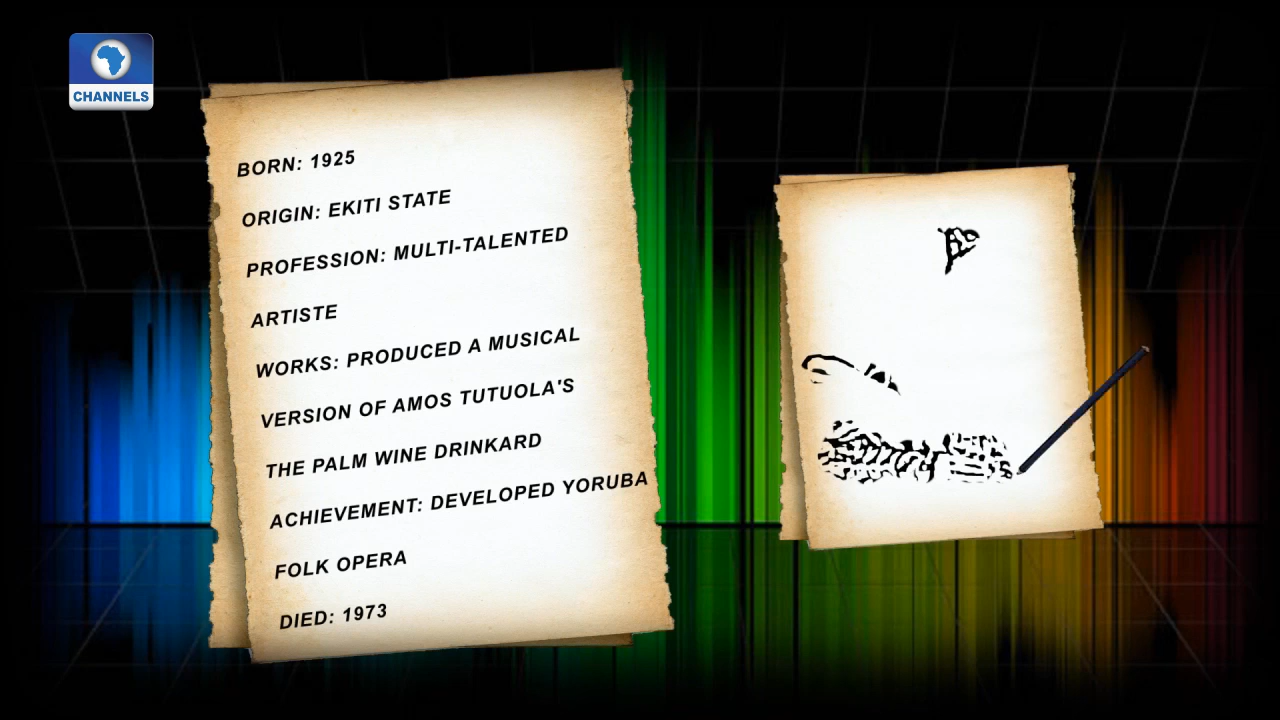 CHANNELS
BORN: 1925
ORIGIN: EKITI STATE
PROFESSION: MULTI-TALENTED
ARTISTE
WORKS: PRODUCED A MUSICAL
VERSION OF AMOS TUTUOLA'S
THE PALM WINE DRINKARD
ACHIEVEMENT: DEVELOPED YORUBA
FOLK OPERA
DIED: 1973